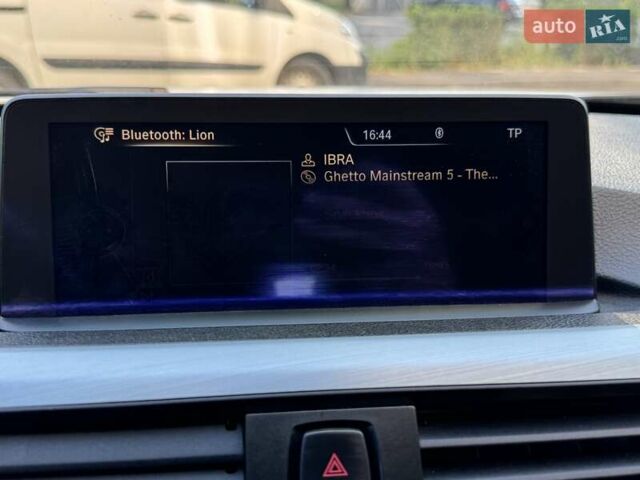 auto RIA
.com
Bluetooth: Lion
16:44
TP
IBRA
Ghetto Mainstream 5 - The...